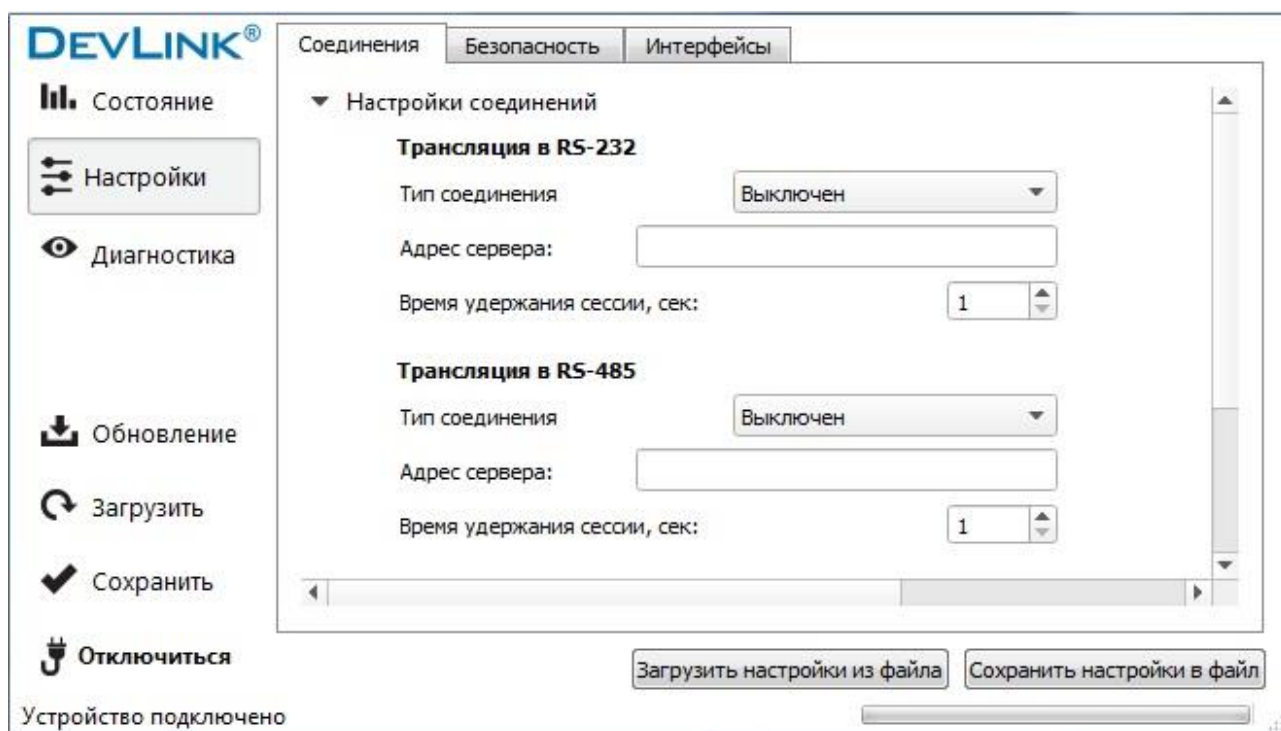 DEVLINK®
Состояние
Настройки
Диагностика
Обновление
Загрузить
Сохранить
Отключиться
Соединения Безопасность Интерфейсы
Настройки соединений
Трансляция в RS-232
Тип соединения Выключен
Адрес сервера:
Время удержания сессии, сек: 1
Трансляция в RS-485
Тип соединения Выключен
Адрес сервера:
Время удержания сессии, сек: 1
Загрузить настройки из файла Сохранить настройки в файл
Устройство подключено